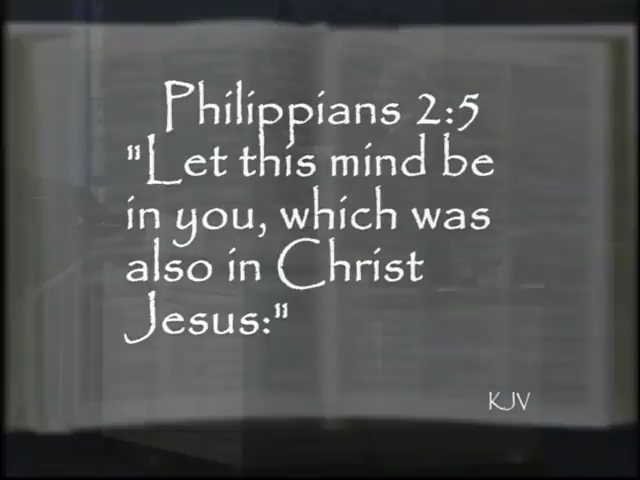 Philippians 2:5
"Let this mind be
in you, which was
also in Christ
Jesus:"
KJV